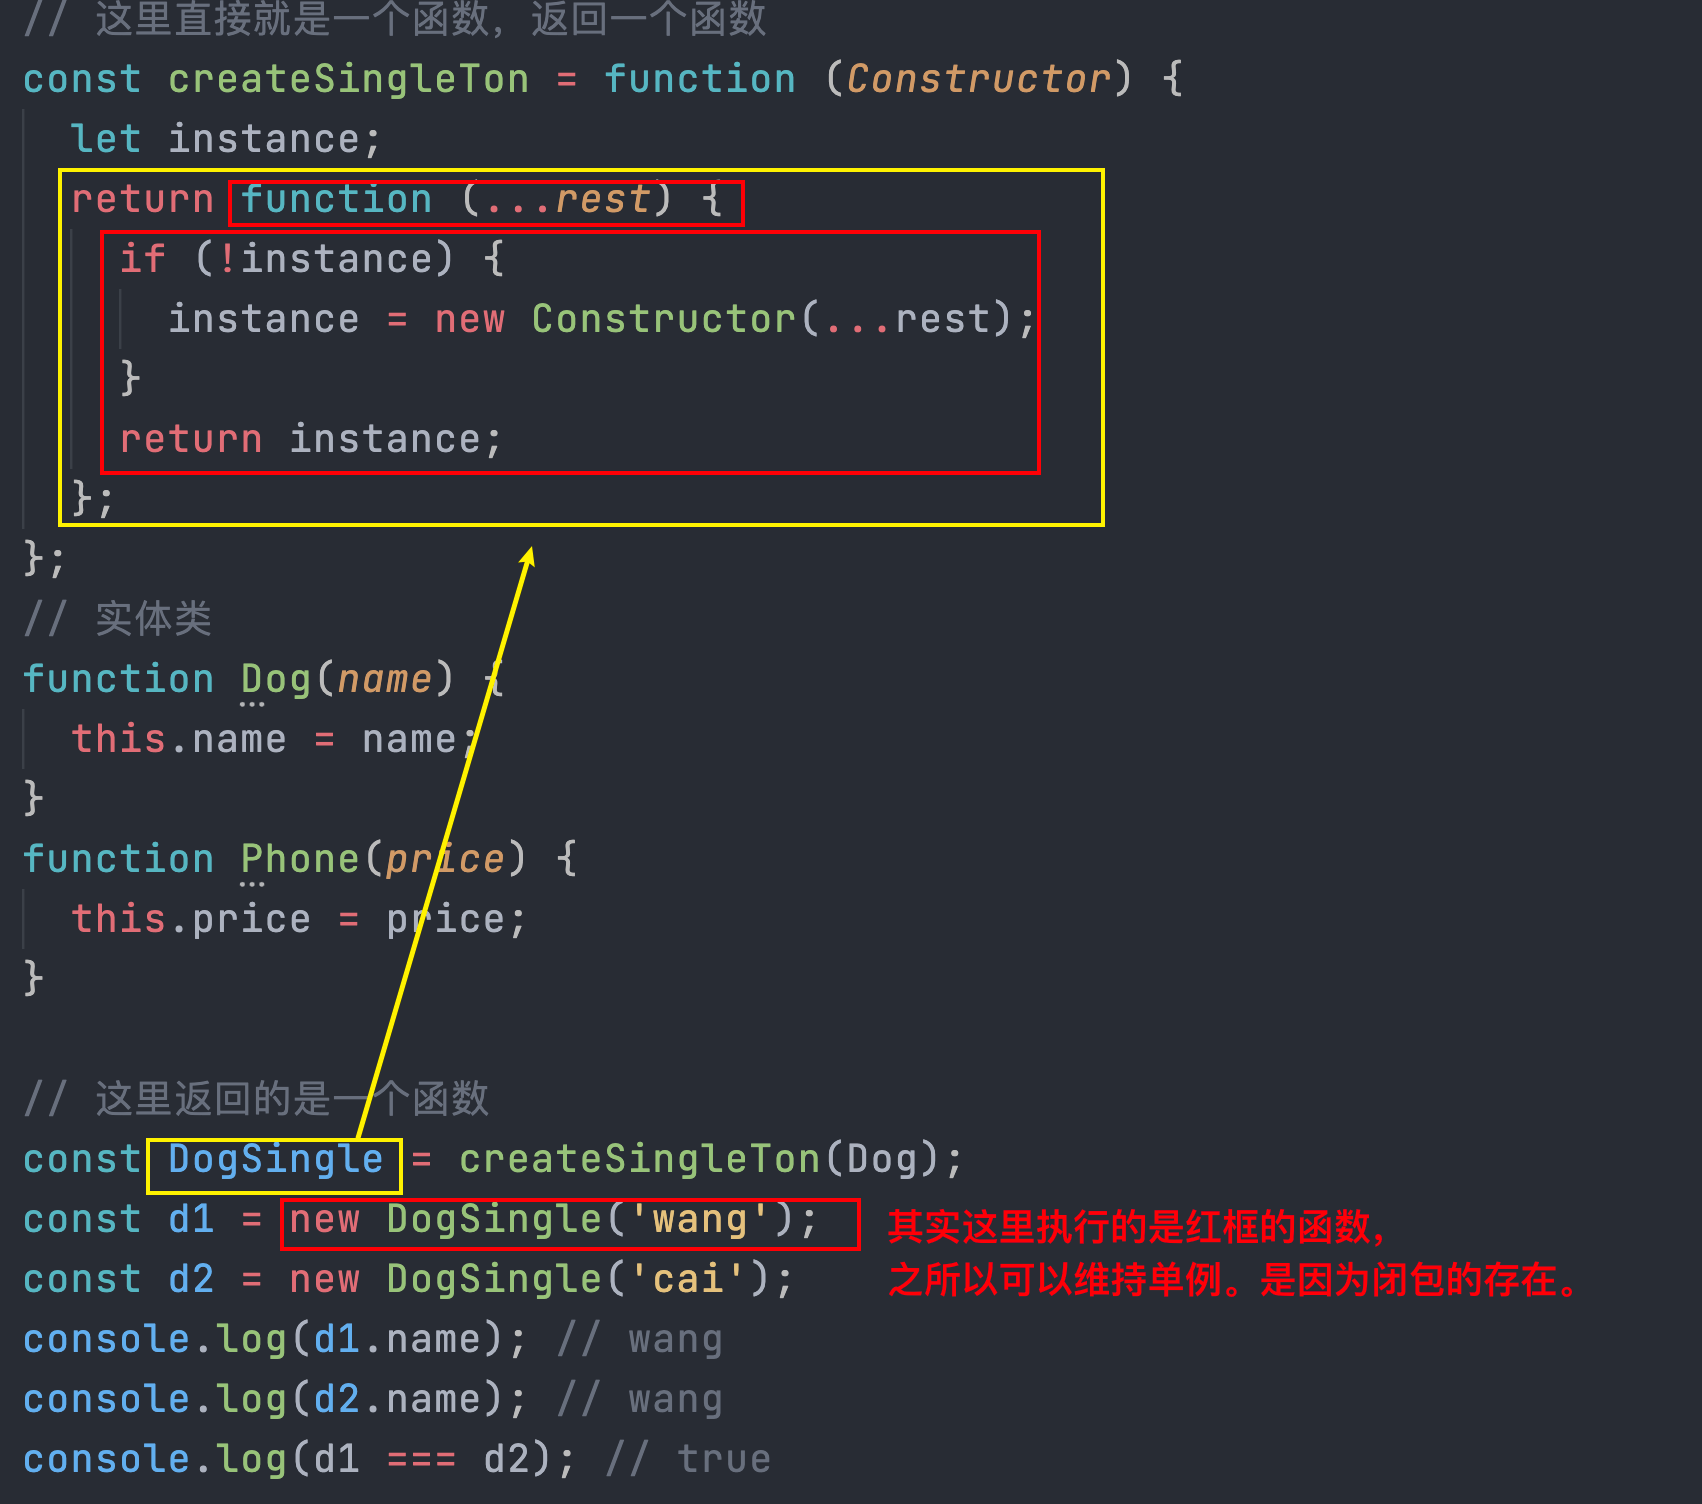 // 这里直接就是一个函数，返回一个函数
const createSingleTon = function (Constructor) {
  let instance;
  return function (...rest) {
    if (!instance) {
      instance = new Constructor(...rest);
    }
    return instance;
  };
};
// 实体类
function Dog(name) {
  this.name = name;
}
function Phone(price) {
  this.price = price;
}
// 这里返回的是一个函数
const DogSingle = createSingleTon(Dog);
const d1 = new DogSingle('wang');
其实这里执行的是红框的函数，
const d2 = new DogSingle('cai');
之所以可以维持单例。是因为闭包的存在。
console.log(d1.name); // wang
console.log(d2.name); // wang
console.log(d1 === d2); // true